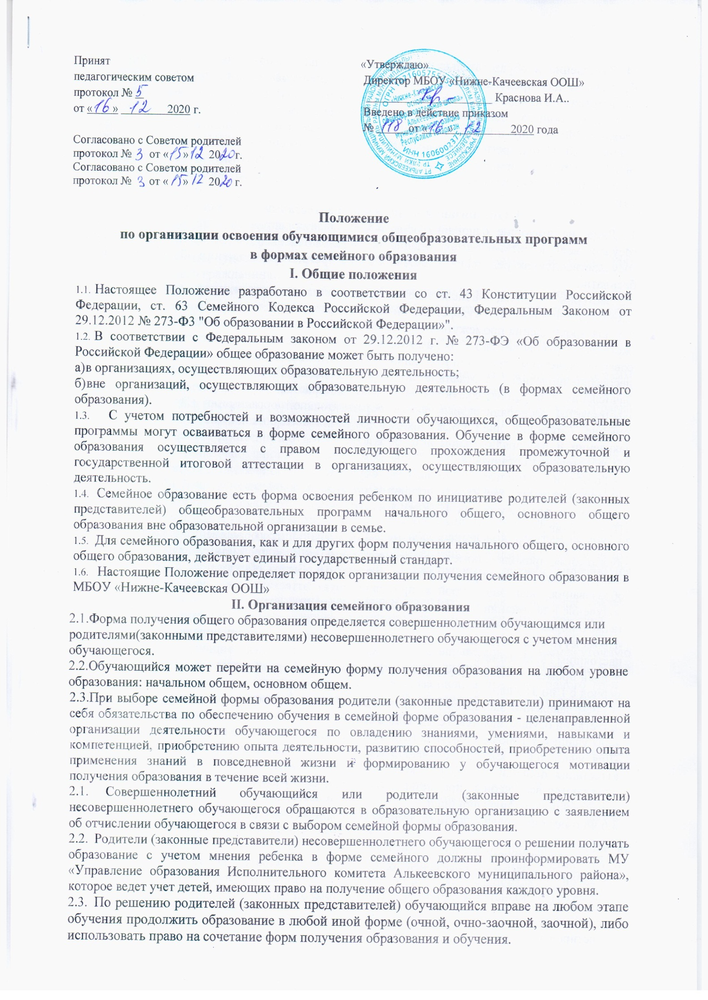 Принят
педагогическим советом
протокол № 5
от «16» 12 2020 г.
Согласовано с Советом родителей
протокол № 3 от «15» 12 2020 г.
Согласовано с Советом родителей
протокол № 3 от «15» 12 2020 г.
«Утверждаю»
Директор МБОУ «Нижне-Качеевская ООШ»
Краснова И.А..
Введено в действие приказом
№ 118 от «16» 12 2020 года
«Нижне-Качеевская
основная
общеобразовательная школа»
Алькеевского
муниципального района
Республики Татарстан
ИНН 1606002375
Положение
по организации освоения обучающимися общеобразовательных программ
в формах семейного образования
I. Общие положения
1.1. Настоящее Положение разработано в соответствии со ст. 43 Конституции Российской
Федерации, ст. 63 Семейного Кодекса Российской Федерации, Федеральным Законом от
29.12.2012 № 273-ФЗ "Об образовании в Российской Федерации»".
1.2. В соответствии с Федеральным законом от 29.12.2012 г. № 273-ФЭ «Об образовании в
Российской Федерации» общее образование может быть получено:
а)в организациях, осуществляющих образовательную деятельность;
б)вне организаций, осуществляющих образовательную деятельность (в формах семейного
образования).
1.3. С учетом потребностей и возможностей личности обучающихся, общеобразовательные
программы могут осваиваться в форме семейного образования. Обучение в форме семейного
образования осуществляется с правом последующего прохождения промежуточной и
государственной итоговой аттестации в организациях, осуществляющих образовательную
деятельность.
1.4. Семейное образование есть форма освоения ребенком по инициативе родителей (законных
представителей) общеобразовательных программ начального общего, основного общего
образования вне образовательной организации в семье.
1.5. Для семейного образования, как и для других форм получения начального общего, основного
общего образования, действует единый государственный стандарт.
1.6. Настоящие Положение определяет порядок организации получения семейного образования в
МБОУ «Нижне-Качеевская ООШ»
II. Организация семейного образования
2.1.Форма получения общего образования определяется совершеннолетним обучающимся или
родителями(законными представителями) несовершеннолетнего обучающегося с учетом мнения
обучающегося.
2.2.Обучающийся может перейти на семейную форму получения образования на любом уровне
образования: начальном общем, основном общем.
2.3.При выборе семейной формы образования родители (законные представители) принимают на
себя обязательства по обеспечению обучения в семейной форме образования - целенаправленной
организации деятельности обучающегося по овладению знаниями, умениями, навыками и
компетенцией, приобретению опыта деятельности, развитию способностей, приобретению опыта
применения знаний в повседневной жизни и формированию у обучающегося мотивации
получения образования в течение всей жизни.
2.1. Совершеннолетний обучающийся или родители (законные представители)
несовершеннолетнего обучающегося обращаются в образовательную организацию с заявлением
об отчислении обучающегося в связи с выбором семейной формы образования.
2.2. Родители (законные представители) несовершеннолетнего обучающегося о решении получать
образование с учетом мнения ребенка в форме семейного должны проинформировать МУ
«Управление образования Исполнительного комитета Алькеевского муниципального района»,
которое ведет учет детей, имеющих право на получение общего образования каждого уровня.
2.3. По решению родителей (законных представителей) обучающийся вправе на любом этапе
обучения продолжить образование в любой иной форме (очной, очно-заочной, заочной), либо
использовать право на сочетание форм получения образования и обучения.